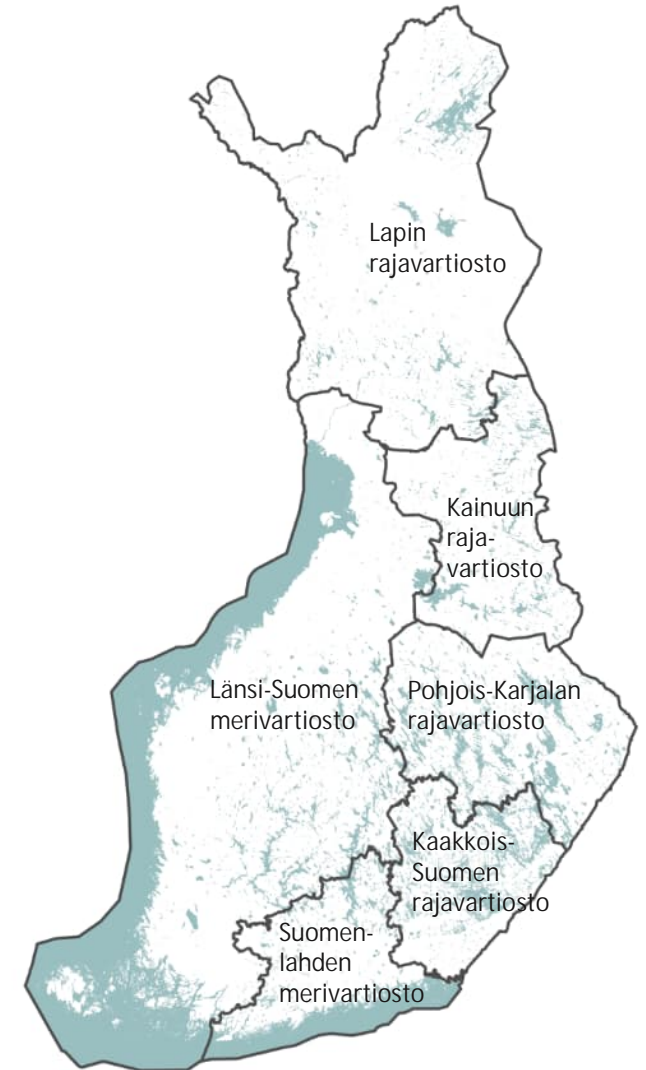 Lapin
rajavartiosto
Kainuun
raja-
vartiosto
Länsi-Suomen
merivartiosto
Pohjois-Karjalan
rajavartiosto
Kaakkois-
Suomen
rajavartiosto
Suomen-
lahden
merivartiosto